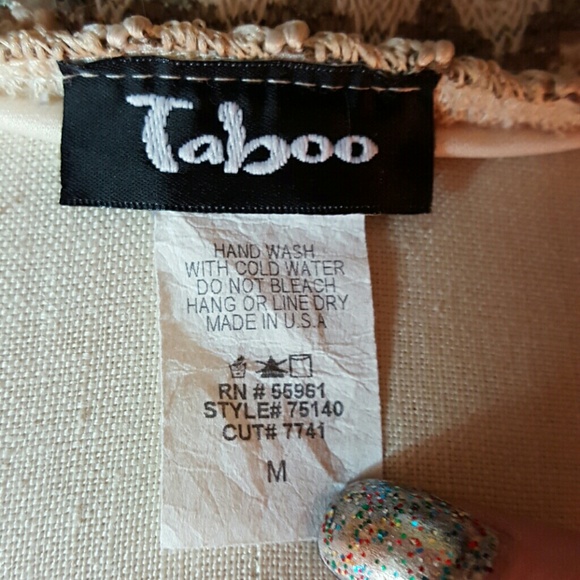 Taboo
HAND WASH
WITH COLD WATER
DO NOT BLEACH
HANG OR LINE DRY
MADE IN U.S.A
RN # 55961
STYLE# 75140
CUT# 7741
M